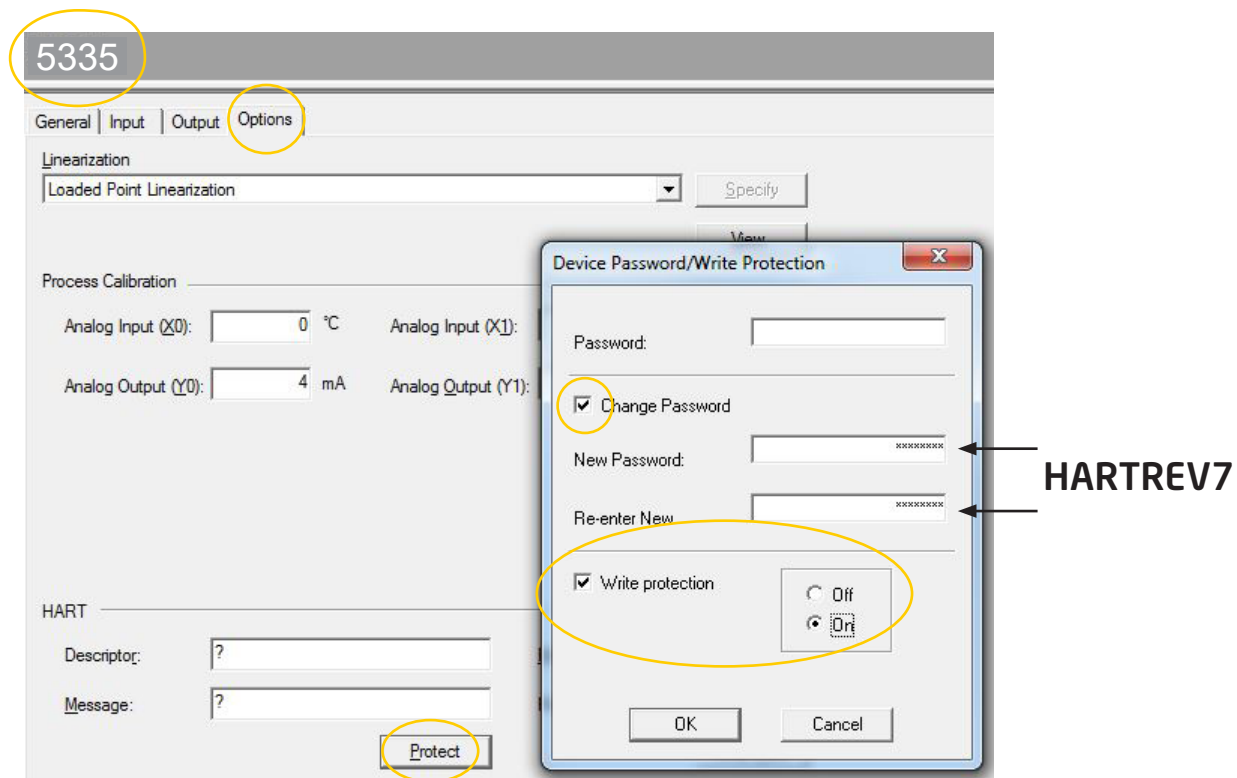 5335
General Input Output Options
Linearization
Loaded Point Linearization
Specify
View
Process Calibration
Analog Input (X0): 0 °C Analog Input (X1):
Analog Output (Y0): 4 mA Analog Output (Y1):
HART
Descriptor: ?
Message: ?
Protect
Device Password/Write Protection
Password:
Change Password
New Password: ********
Re-enter New ********
Write protection
Off
On
OK Cancel
HARTREV7